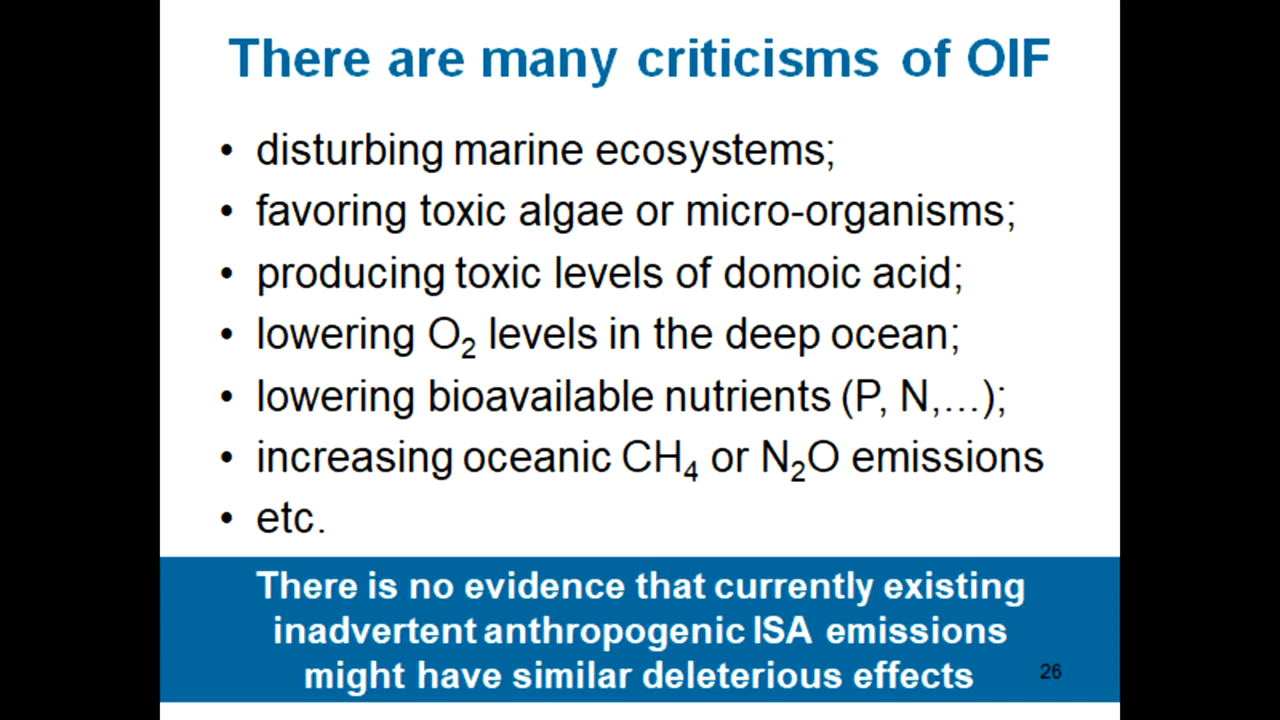 There are many criticisms of OIF
• disturbing marine ecosystems;
• favoring toxic algae or micro-organisms;
• producing toxic levels of domoic acid;
• lowering O₂ levels in the deep ocean;
• lowering bioavailable nutrients (P, N,...);
• increasing oceanic CH₄ or N₂O emissions
• etc.
There is no evidence that currently existing
inadvertent anthropogenic ISA emissions
might have similar deleterious effects
26